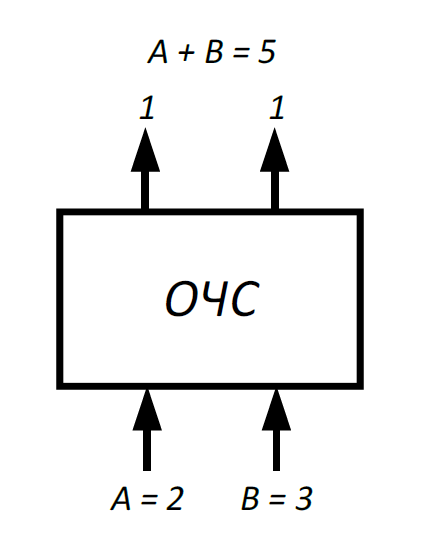 A + B = 5
1 1
ОЧС
A = 2 B = 3